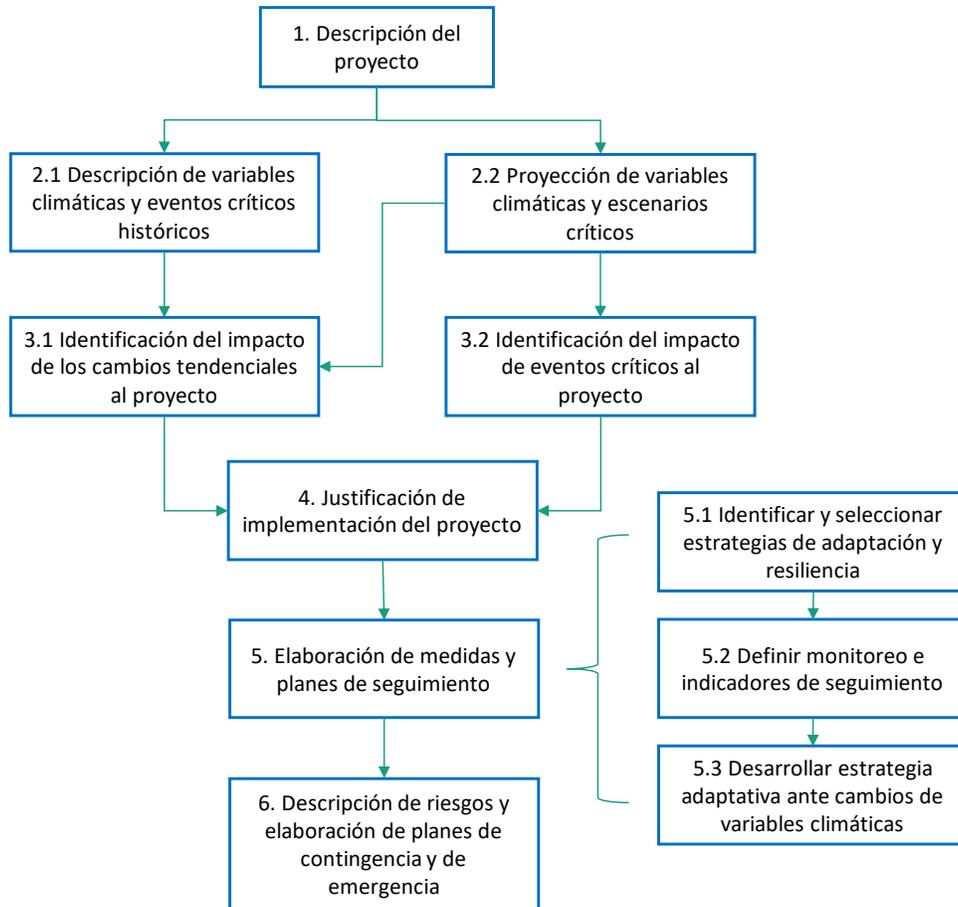 1. Descripción del
proyecto
2.1 Descripción de variables
climáticas y eventos críticos
históricos
2.2 Proyección de variables
climáticas y escenarios
críticos
3.1 Identificación del impacto
de los cambios tendenciales
al proyecto
3.2 Identificación del impacto
de eventos críticos al
proyecto
4. Justificación de
implementación del proyecto
5. Elaboración de medidas y
planes de seguimiento
5.1 Identificar y seleccionar
estrategias de adaptación y
resiliencia
5.2 Definir monitoreo e
indicadores de seguimiento
5.3 Desarrollar estrategia
adaptativa ante cambios de
variables climáticas
6. Descripción de riesgos y
elaboración de planes de
contingencia y de
emergencia